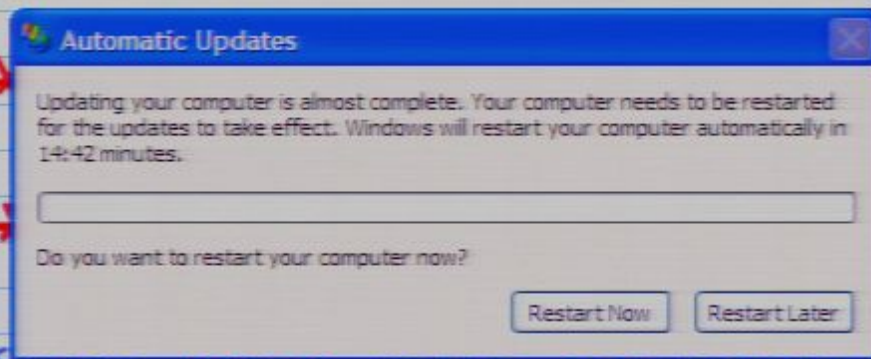 Automatic Updates
Updating your computer is almost complete. Your computer needs to be restarted
for the updates to take effect. Windows will restart your computer automatically in
14:42 minutes.
Do you want to restart your computer now?
Restart Now
Restart Later